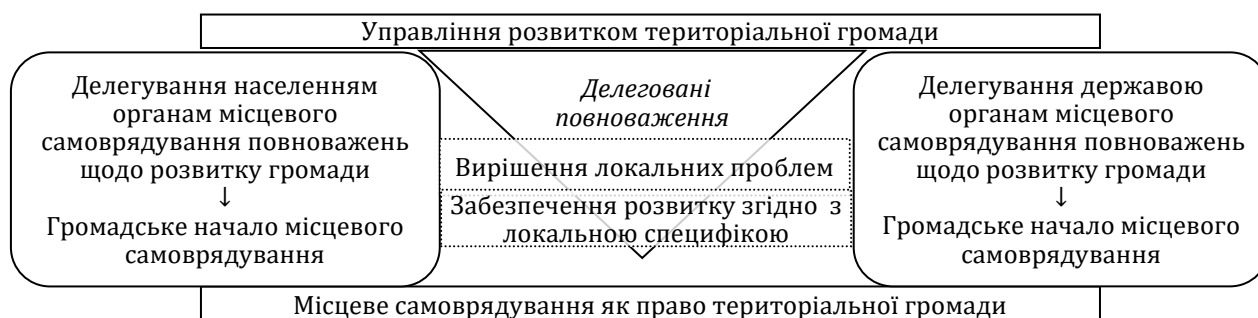 Управління розвитком територіальної громади
Делегування населенням
органам місцевого
самоврядування повноважень
щодо розвитку громади
↓
Громадське начало місцевого
самоврядування
Делеговані
повноваження
Вирішення локальних проблем
Забезпечення розвитку згідно з
локальною специфікою
Делегування державою
органам місцевого
самоврядування повноважень
щодо розвитку громади
↓
Громадське начало місцевого
самоврядування
Місцеве самоврядування як право територіальної громади